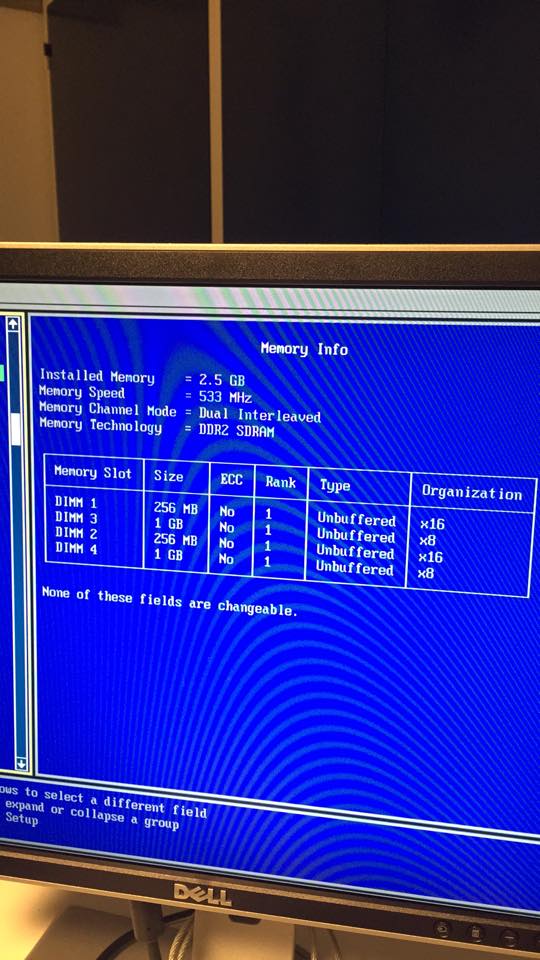 Memory Info
Installed Memory = 2.5 GB
Memory Speed = 533 MHz
Memory Channel Mode = Dual Interleaved
Memory Technology = DDR2 SDRAM
Memory Slot Size ECC Rank Type Organization
DIMM 1 256 MB No 1 Unbuffered x16
DIMM 3 1 GB No 1 Unbuffered x8
DIMM 2 256 MB No 1 Unbuffered x16
DIMM 4 1 GB No 1 Unbuffered x8
None of these fields are changeable.
ows to select a different field
expand or collapse a group
Setup
DELL